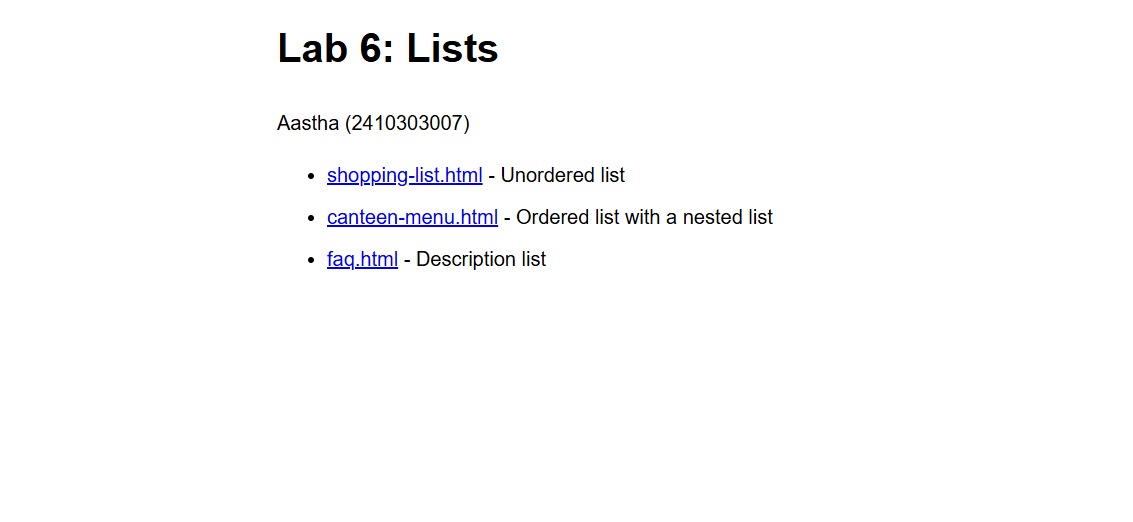 Lab 6: Lists
Aastha (2410303007)
• shopping-list.html - Unordered list
• canteen-menu.html - Ordered list with a nested list
• faq.html - Description list